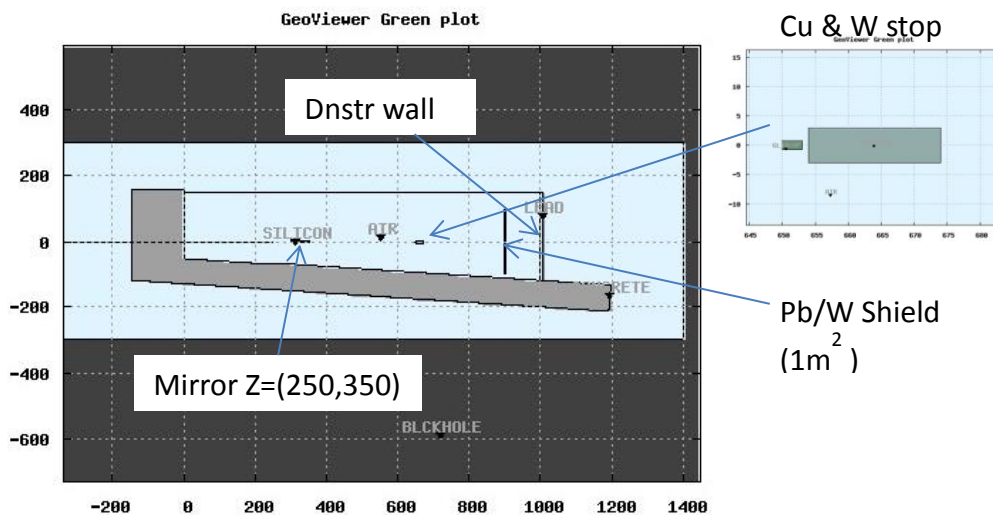 GeoViewer Green plot
Cu & W stop
GeoViewer Green plot
15
10
5
0
-5
-10
AIR
645
650
655
660
665
670
675
680
400
200
0
-200
-400
-600
Dnstr wall
LEAD
SILICON
AIR
CRETE
Mirror Z=(250,350)
Pb/W Shield
(1m² )
BLCKHOLE
-200
0
200
400
600
800
1000
1200
1400